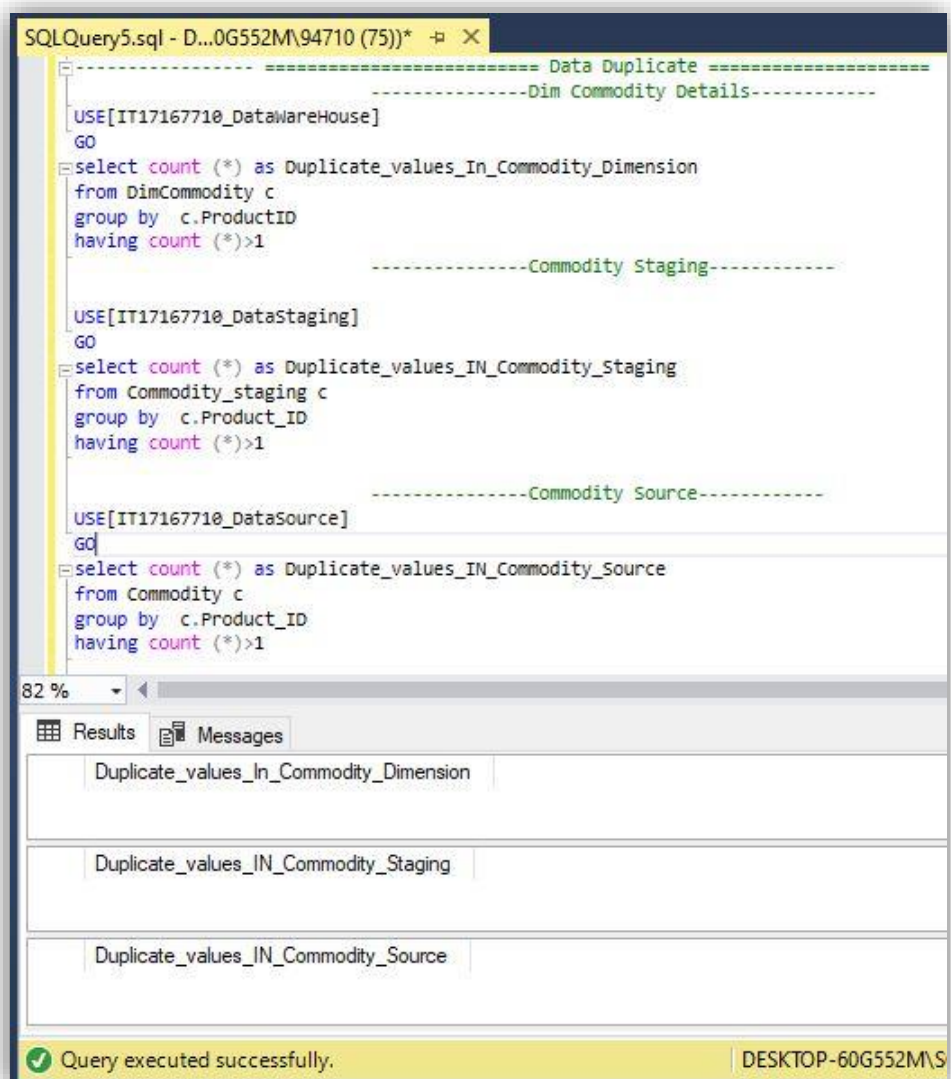 SQLQuery5.sql - D...0G552M\94710 (75))*
----------------- ========================== Data Duplicate =====================
---------------Dim Commodity Details------------
USE[IT17167710_DataWareHouse]
GO
select count (*) as Duplicate_values_In_Commodity_Dimension
from DimCommodity c
group by  c.ProductID
having count (*)>1
---------------Commodity Staging------------
USE[IT17167710_DataStaging]
GO
select count (*) as Duplicate_values_IN_Commodity_Staging
from Commodity_staging c
group by  c.Product_ID
having count (*)>1
---------------Commodity Source------------
USE[IT17167710_DataSource]
GO
select count (*) as Duplicate_values_IN_Commodity_Source
from Commodity c
group by  c.Product_ID
having count (*)>1
82 %
Results Messages
Duplicate_values_In_Commodity_Dimension
Duplicate_values_IN_Commodity_Staging
Duplicate_values_IN_Commodity_Source
Query executed successfully. DESKTOP-60G552M\S